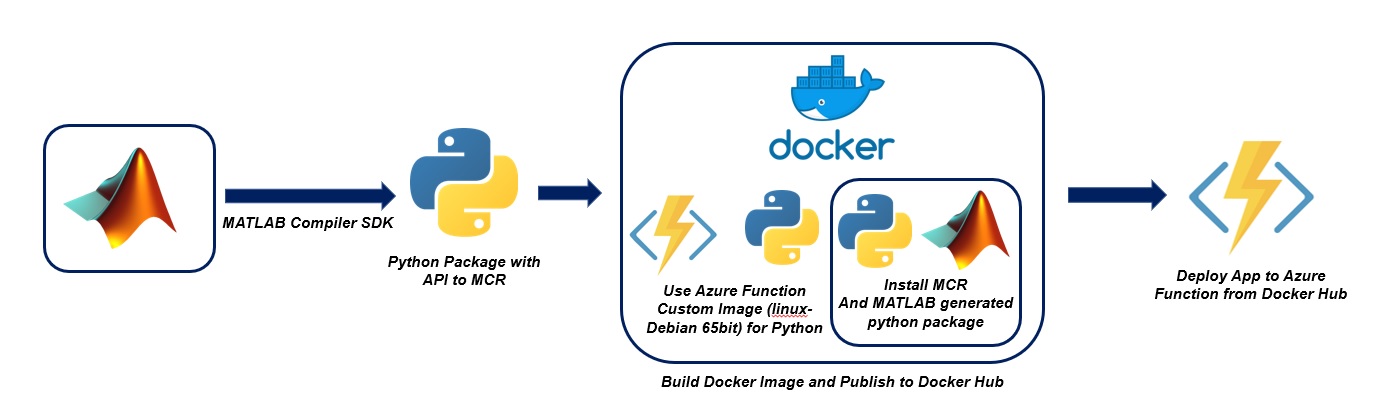 MATLAB Compiler SDK
Python Package with
API to MCR
docker
Use Azure Function
Custom Image (linux-
Debian 65bit) for Python
Install MCR
And MATLAB generated
python package
Build Docker Image and Publish to Docker Hub
Deploy App to Azure
Function from Docker Hub